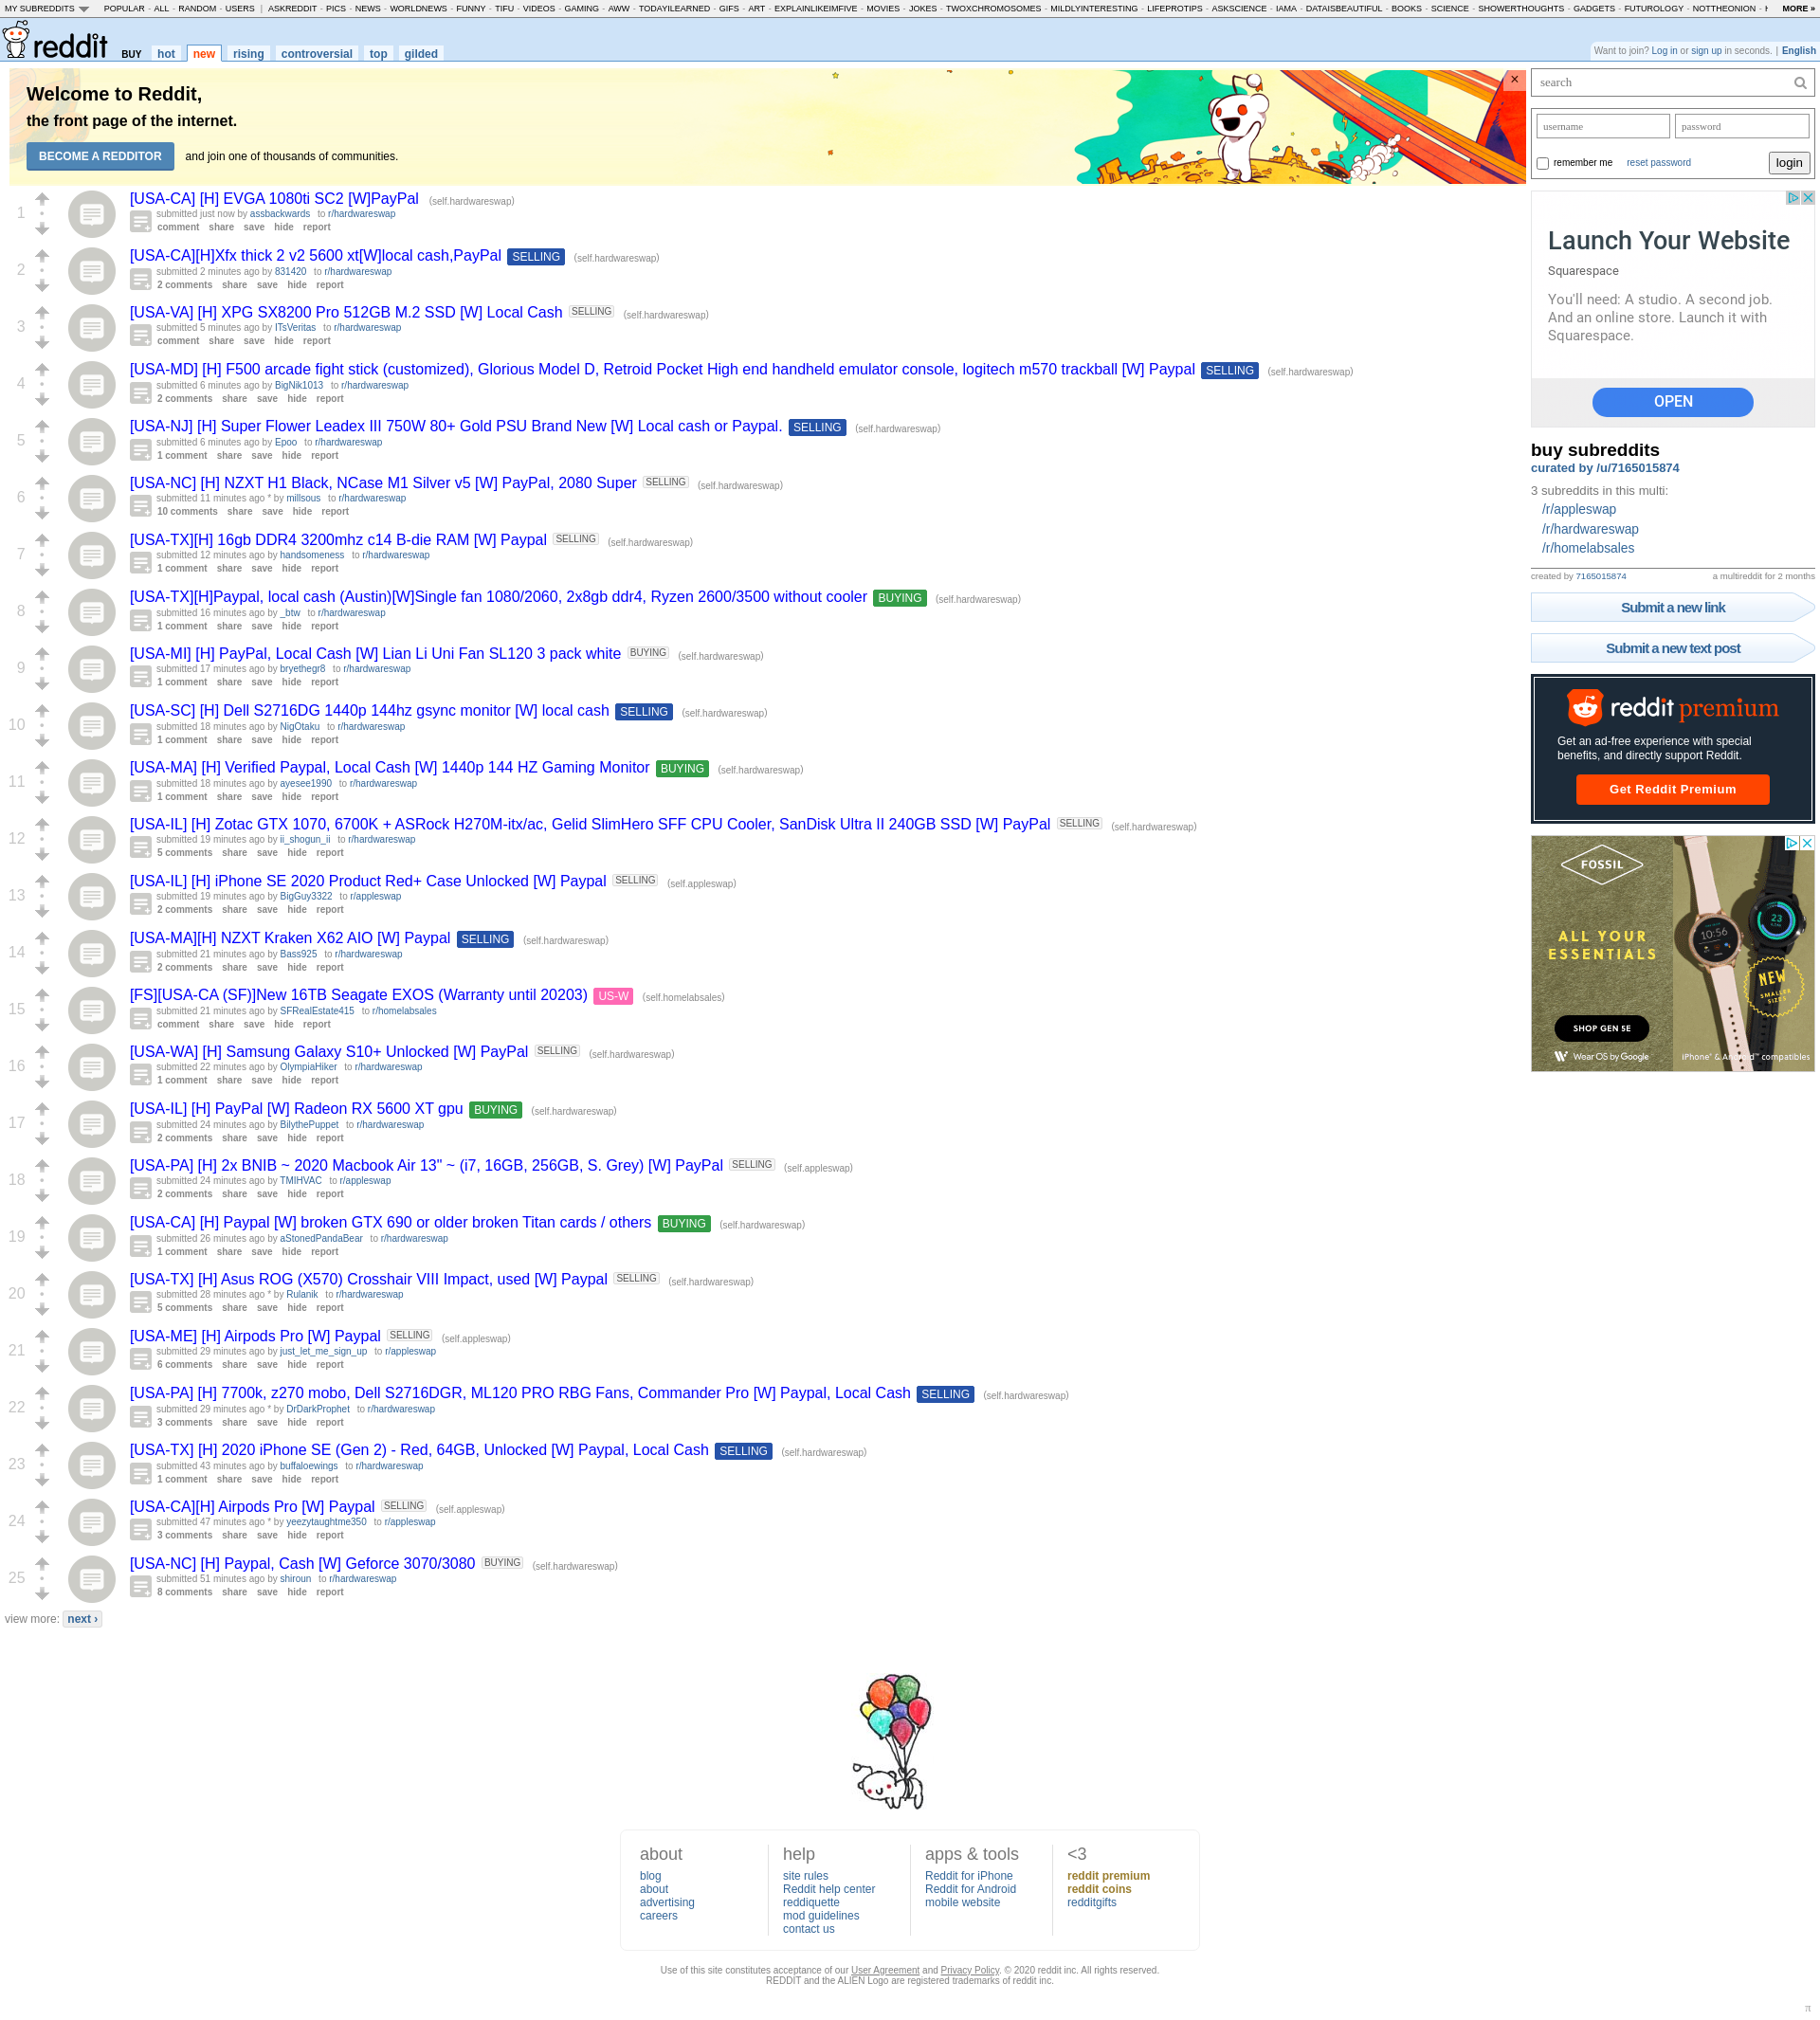 MY SUBREDDITS POPULAR - ALL - RANDOM - USERS | ASKREDDIT - PICS - NEWS - WORLDNEWS - FUNNY - TIFU - VIDEOS - GAMING - AWW - TODAYILEARNED - GIFS - ART - EXPLAINLIKEIMFIVE - MOVIES - JOKES - TWOXCHROMOSOMES - MILDLYINTERESTING - LIFEPROTIPS - ASKSCIENCE - IAMA - DATAISBEAUTIFUL - BOOKS - SCIENCE - SHOWERTHOUGHTS - GADGETS - FUTUROLOGY - NOTTHEONION - MORE »
reddit BUY hot new rising controversial top gilded
Want to join? Log in or sign up in seconds. | English
Welcome to Reddit,
the front page of the internet.
BECOME A REDDITOR and join one of thousands of communities.
×
1
[USA-CA] [H] EVGA 1080ti SC2 [W]PayPal (self.hardwareswap)
submitted just now by assbackwards to r/hardwareswap
comment share save hide report
2
[USA-CA][H]Xfx thick 2 v2 5600 xt[W]local cash,PayPal SELLING (self.hardwareswap)
submitted 2 minutes ago by 831420 to r/hardwareswap
2 comments share save hide report
3
[USA-VA] [H] XPG SX8200 Pro 512GB M.2 SSD [W] Local Cash SELLING (self.hardwareswap)
submitted 5 minutes ago by ITsVeritas to r/hardwareswap
comment share save hide report
4
[USA-MD] [H] F500 arcade fight stick (customized), Glorious Model D, Retroid Pocket High end handheld emulator console, logitech m570 trackball [W] Paypal SELLING (self.hardwareswap)
submitted 6 minutes ago by BigNik1013 to r/hardwareswap
2 comments share save hide report
5
[USA-NJ] [H] Super Flower Leadex III 750W 80+ Gold PSU Brand New [W] Local cash or Paypal. SELLING (self.hardwareswap)
submitted 6 minutes ago by Epoo to r/hardwareswap
1 comment share save hide report
6
[USA-NC] [H] NZXT H1 Black, NCase M1 Silver v5 [W] PayPal, 2080 Super SELLING (self.hardwareswap)
submitted 11 minutes ago * by millsous to r/hardwareswap
10 comments share save hide report
7
[USA-TX][H] 16gb DDR4 3200mhz c14 B-die RAM [W] Paypal SELLING (self.hardwareswap)
submitted 12 minutes ago by handsomeness to r/hardwareswap
1 comment share save hide report
8
[USA-TX][H]Paypal, local cash (Austin)[W]Single fan 1080/2060, 2x8gb ddr4, Ryzen 2600/3500 without cooler BUYING (self.hardwareswap)
submitted 16 minutes ago by _btw to r/hardwareswap
1 comment share save hide report
9
[USA-MI] [H] PayPal, Local Cash [W] Lian Li Uni Fan SL120 3 pack white BUYING (self.hardwareswap)
submitted 17 minutes ago by bryethegr8 to r/hardwareswap
1 comment share save hide report
10
[USA-SC] [H] Dell S2716DG 1440p 144hz gsync monitor [W] local cash SELLING (self.hardwareswap)
submitted 18 minutes ago by NigOtaku to r/hardwareswap
1 comment share save hide report
11
[USA-MA] [H] Verified Paypal, Local Cash [W] 1440p 144 HZ Gaming Monitor BUYING (self.hardwareswap)
submitted 18 minutes ago by ayesee1990 to r/hardwareswap
1 comment share save hide report
12
[USA-IL] [H] Zotac GTX 1070, 6700K + ASRock H270M-itx/ac, Gelid SlimHero SFF CPU Cooler, SanDisk Ultra II 240GB SSD [W] PayPal SELLING (self.hardwareswap)
submitted 19 minutes ago by ii_shogun_ii to r/hardwareswap
5 comments share save hide report
13
[USA-IL] [H] iPhone SE 2020 Product Red+ Case Unlocked [W] Paypal SELLING (self.appleswap)
submitted 19 minutes ago by BigGuy3322 to r/appleswap
2 comments share save hide report
14
[USA-MA][H] NZXT Kraken X62 AIO [W] Paypal SELLING (self.hardwareswap)
submitted 21 minutes ago by Bass925 to r/hardwareswap
2 comments share save hide report
15
[FS][USA-CA (SF)]New 16TB Seagate EXOS (Warranty until 20203) US-W (self.homelabsales)
submitted 21 minutes ago by SFRealEstate415 to r/homelabsales
comment share save hide report
16
[USA-WA] [H] Samsung Galaxy S10+ Unlocked [W] PayPal SELLING (self.hardwareswap)
submitted 22 minutes ago by OlympiaHiker to r/hardwareswap
1 comment share save hide report
17
[USA-IL] [H] PayPal [W] Radeon RX 5600 XT gpu BUYING (self.hardwareswap)
submitted 24 minutes ago by BilythePuppet to r/hardwareswap
2 comments share save hide report
18
[USA-PA] [H] 2x BNIB ~ 2020 Macbook Air 13" ~ (i7, 16GB, 256GB, S. Grey) [W] PayPal SELLING (self.appleswap)
submitted 24 minutes ago by TMIHVAC to r/appleswap
2 comments share save hide report
19
[USA-CA] [H] Paypal [W] broken GTX 690 or older broken Titan cards / others BUYING (self.hardwareswap)
submitted 26 minutes ago by aStonedPandaBear to r/hardwareswap
1 comment share save hide report
20
[USA-TX] [H] Asus ROG (X570) Crosshair VIII Impact, used [W] Paypal SELLING (self.hardwareswap)
submitted 28 minutes ago * by Rulanik to r/hardwareswap
5 comments share save hide report
21
[USA-ME] [H] Airpods Pro [W] Paypal SELLING (self.appleswap)
submitted 29 minutes ago by just_let_me_sign_up to r/appleswap
6 comments share save hide report
22
[USA-PA] [H] 7700k, z270 mobo, Dell S2716DGR, ML120 PRO RBG Fans, Commander Pro [W] Paypal, Local Cash SELLING (self.hardwareswap)
submitted 29 minutes ago * by DrDarkProphet to r/hardwareswap
3 comments share save hide report
23
[USA-TX] [H] 2020 iPhone SE (Gen 2) - Red, 64GB, Unlocked [W] Paypal, Local Cash SELLING (self.hardwareswap)
submitted 43 minutes ago by buffaloewings to r/hardwareswap
1 comment share save hide report
24
[USA-CA][H] Airpods Pro [W] Paypal SELLING (self.appleswap)
submitted 47 minutes ago * by yeezytaughtme350 to r/appleswap
3 comments share save hide report
25
[USA-NC] [H] Paypal, Cash [W] Geforce 3070/3080 BUYING (self.hardwareswap)
submitted 51 minutes ago by shiroun to r/hardwareswap
8 comments share save hide report
view more: next ›
search
username password
remember me reset password login
Launch Your Website
Squarespace
You'll need: A studio. A second job.
And an online store. Launch it with
Squarespace.
OPEN
buy subreddits
curated by /u/7165015874
3 subreddits in this multi:
/r/appleswap
/r/hardwareswap
/r/homelabsales
created by 7165015874 a multireddit for 2 months
Submit a new link
Submit a new text post
reddit premium
Get an ad-free experience with special
benefits, and directly support Reddit.
Get Reddit Premium
FOSSIL
ALL YOUR
ESSENTIALS
10:56
23
NEW
SMALLER
SIZES
SHOP GEN 5E
Wear OS by Google
iPhone® & Android™ compatibles
about
blog
about
advertising
careers
help
site rules
Reddit help center
reddiquette
mod guidelines
contact us
apps & tools
Reddit for iPhone
Reddit for Android
mobile website
<3
reddit premium
reddit coins
redditgifts
Use of this site constitutes acceptance of our User Agreement and Privacy Policy. © 2020 reddit inc. All rights reserved.
REDDIT and the ALIEN Logo are registered trademarks of reddit inc.
π